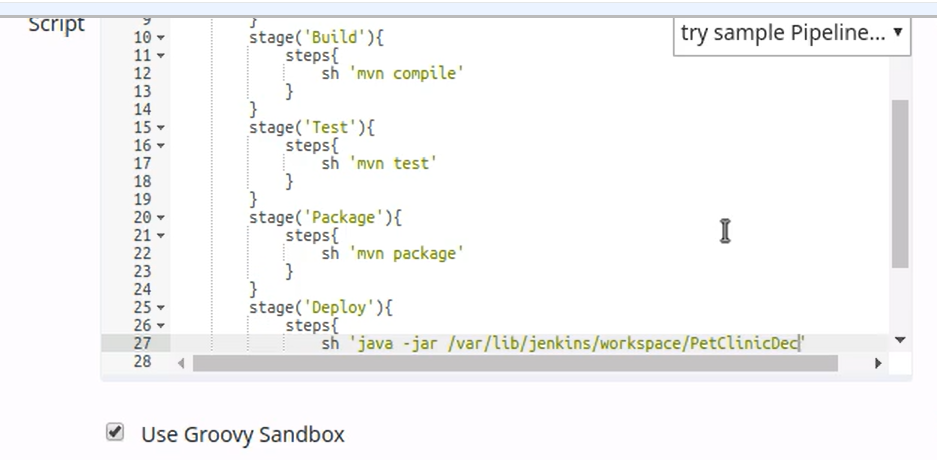 Script
try sample Pipeline...
9 }
10 stage('Build'){
11 steps{
12 sh 'mvn compile'
13 }
14 }
15 stage('Test'){
16 steps{
17 sh 'mvn test'
18 }
19 }
20 stage('Package'){
21 steps{
22 sh 'mvn package'
23 }
24 }
25 stage('Deploy'){
26 steps{
27 sh 'java -jar /var/lib/jenkins/workspace/PetClinicDec'
28
Use Groovy Sandbox